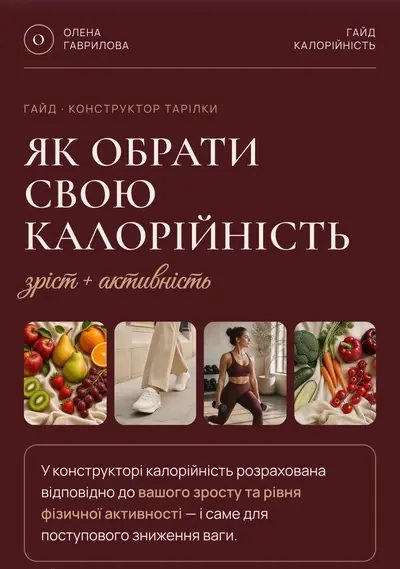 О
ОЛЕНА
ГАВРИЛОВА
ГАЙД
КАЛОРІЙНІСТЬ
ГАЙД · КОНСТРУКТОР ТАРІЛКИ
ЯК ОБРАТИ
СВОЮ
КАЛОРІЙНІСТЬ
зріст + активність
У конструкторі калорійність розрахована
відповідно до вашого зросту та рівня
фізичної активності — і саме для
поступового зниження ваги.